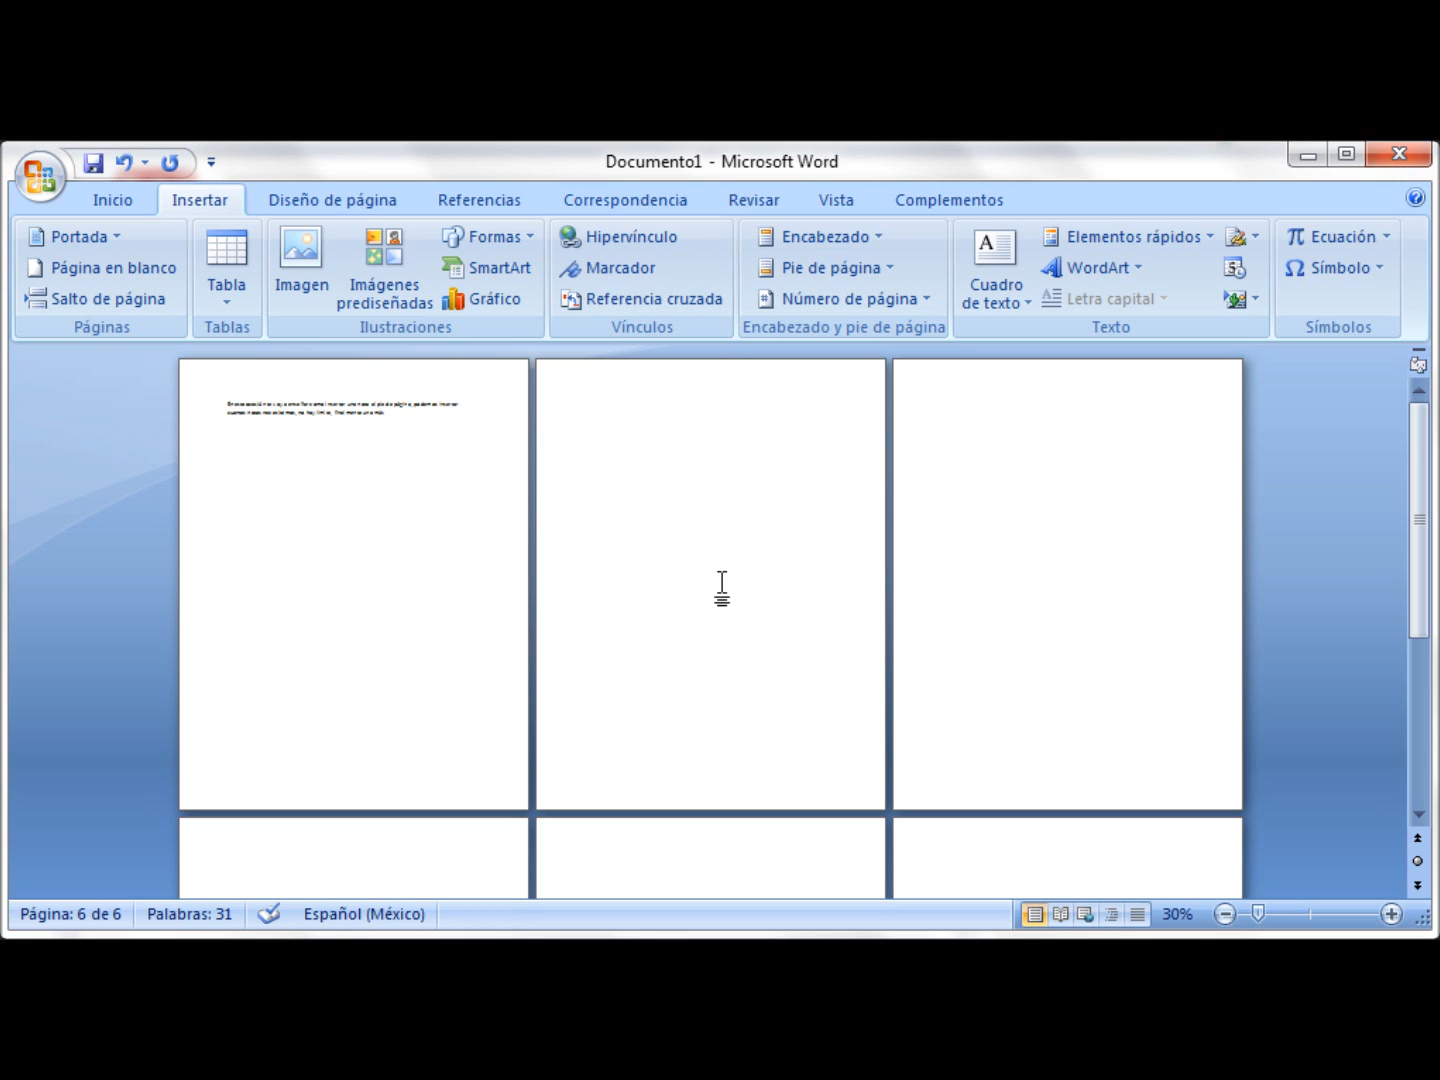 Documento1 - Microsoft Word
Inicio
Insertar
Diseño de página
Referencias
Correspondencia
Revisar
Vista
Complementos
Portada
Página en blanco
Salto de página
Páginas
Tabla
Tablas
Imagen
Imágenes
prediseñadas
Formas
SmartArt
Gráfico
Ilustraciones
Hipervínculo
Marcador
Referencia cruzada
Vínculos
Encabezado
Pie de página
Número de página
Encabezado y pie de página
Cuadro
de texto
Elementos rápidos
WordArt
Letra capital
Texto
Ecuación
Símbolo
Símbolos
Página: 6 de 6
Palabras: 31
Español (México)
30%